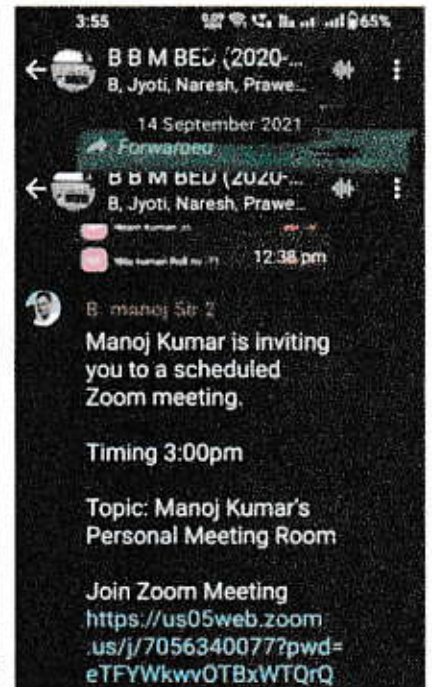 3:55 65%
B B M BED (2020-...
B, Jyoti, Naresh, Prawe...
14 September 2021
Forwarded
B B M BED (2020-...
B, Jyoti, Naresh, Prawe...
12:38 pm
B. manoj Sir 2
Manoj Kumar is inviting
you to a scheduled
Zoom meeting.
Timing 3:00pm
Topic: Manoj Kumar's
Personal Meeting Room
Join Zoom Meeting
https://us05web.zoom
.us/j/7056340077?pwd=
eTFYWkwvOTBxWTQrQ